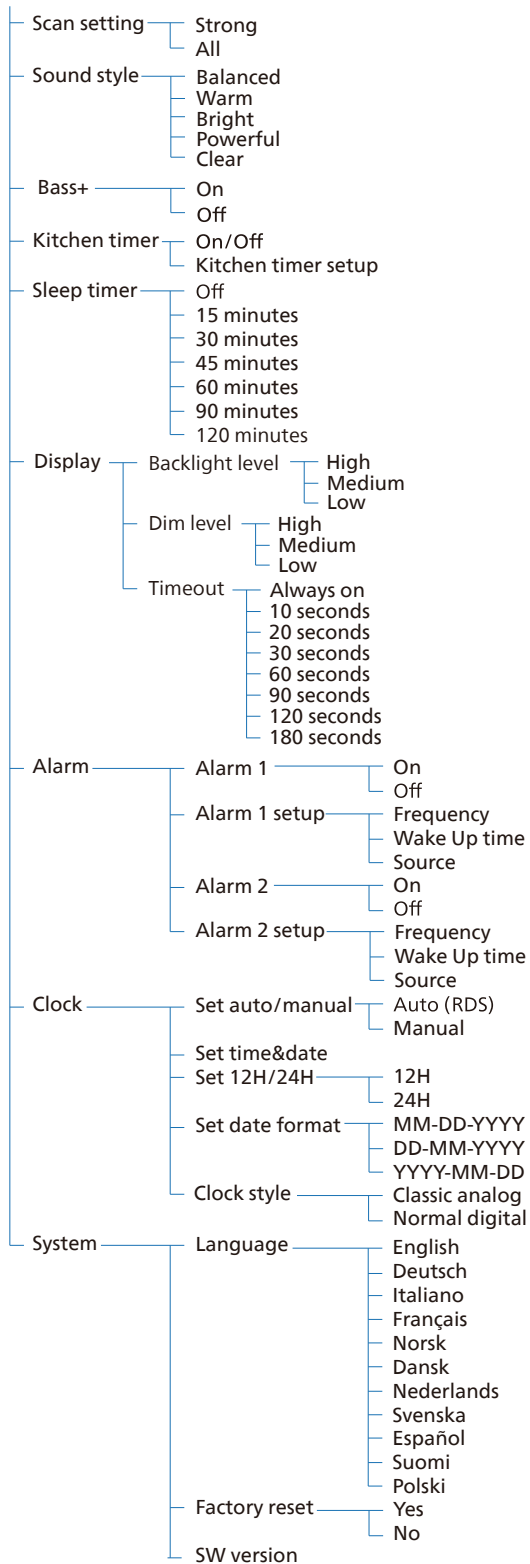 Scan setting
Strong
All
Sound style
Balanced
Warm
Bright
Powerful
Clear
Bass+
On
Off
Kitchen timer
On/Off
Kitchen timer setup
Sleep timer
Off
15 minutes
30 minutes
45 minutes
60 minutes
90 minutes
120 minutes
Display
Backlight level
High
Medium
Low
Dim level
High
Medium
Low
Timeout
Always on
10 seconds
20 seconds
30 seconds
60 seconds
90 seconds
120 seconds
180 seconds
Alarm
Alarm 1
On
Off
Alarm 1 setup
Frequency
Wake Up time
Source
Alarm 2
On
Off
Alarm 2 setup
Frequency
Wake Up time
Source
Clock
Set auto/manual
Auto (RDS)
Manual
Set time&date
Set 12H/24H
12H
24H
Set date format
MM-DD-YYYY
DD-MM-YYYY
YYYY-MM-DD
Clock style
Classic analog
Normal digital
System
Language
English
Deutsch
Italiano
Français
Norsk
Dansk
Nederlands
Svenska
Español
Suomi
Polski
Factory reset
Yes
No
SW version